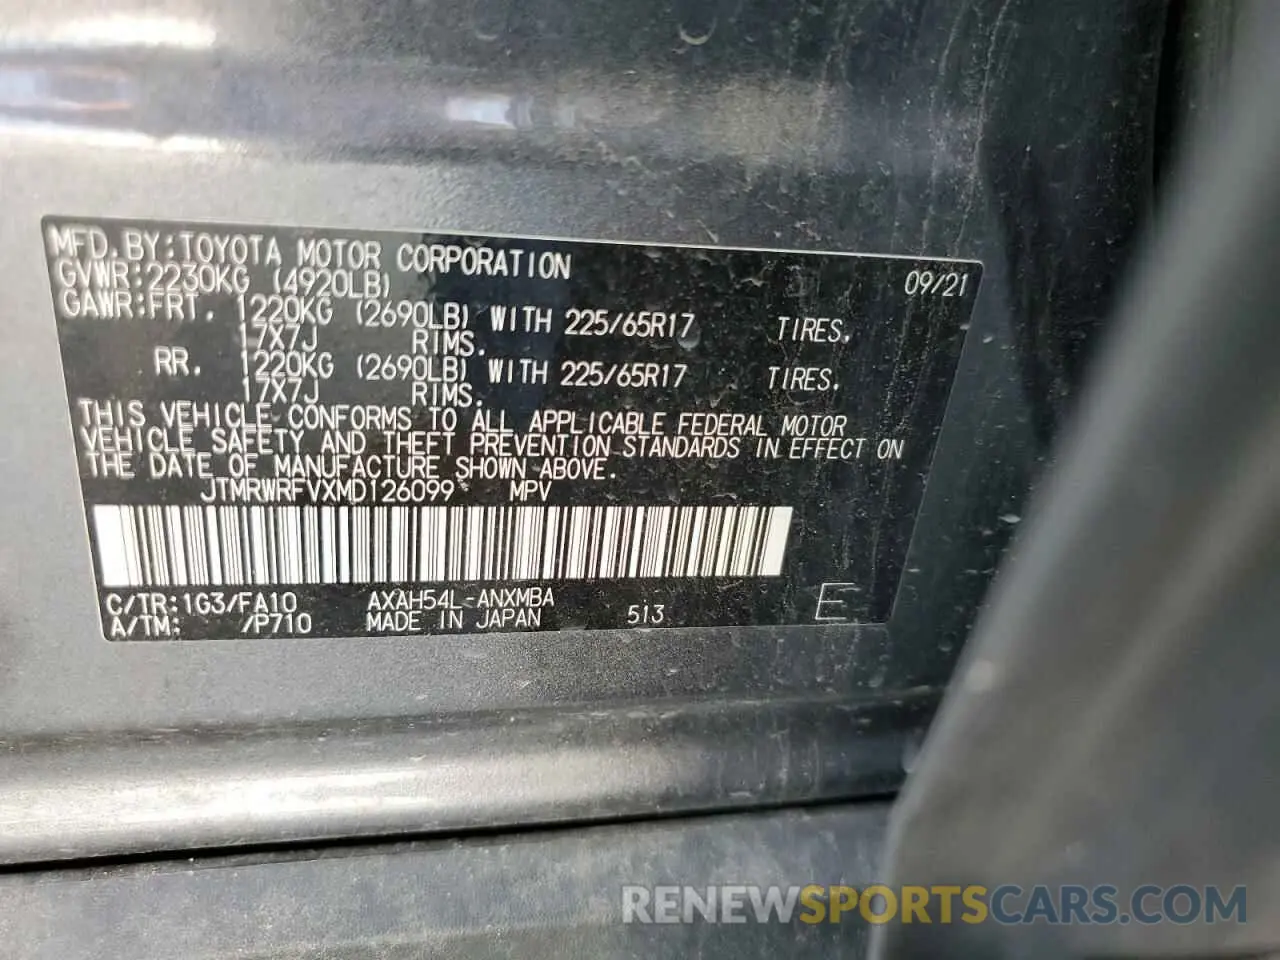 MFD.BY:TOYOTA MOTOR CORPORATION 09/21
GVWR:2230KG (4920LB)
GAWR:FRT. 1220KG (2690LB) WITH 225/65R17 TIRES.
17X7J RIMS.
RR. 1220KG (2690LB) WITH 225/65R17 TIRES.
17X7J RIMS.
THIS VEHICLE CONFORMS TO ALL APPLICABLE FEDERAL MOTOR
VEHICLE SAFETY AND THEFT PREVENTION STANDARDS IN EFFECT ON
THE DATE OF MANUFACTURE SHOWN ABOVE.
JTMRWRFVXMD126099 MPV
C/TR:1G3/FA10 AXAH54L-ANXMBA
A/TM: /P710 MADE IN JAPAN 513 E
RENEWSPORTSCARS.COM